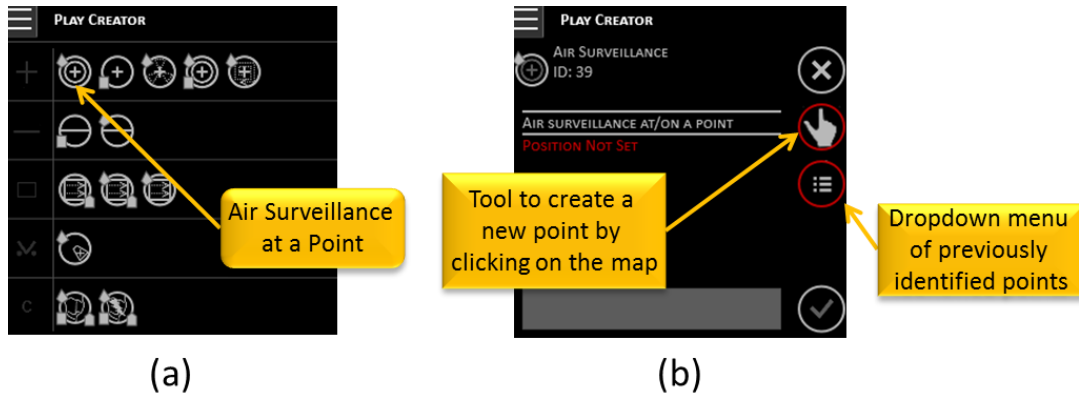 PLAY CREATOR
C
Air Surveillance
at a Point
(a)
PLAY CREATOR
AIR SURVEILLANCE
ID: 39
AIR SURVEILLANCE AT/ON A POINT
POSITION NOT SET
Tool to create a
new point by
clicking on the map
Dropdown menu
of previously
identified points
(b)